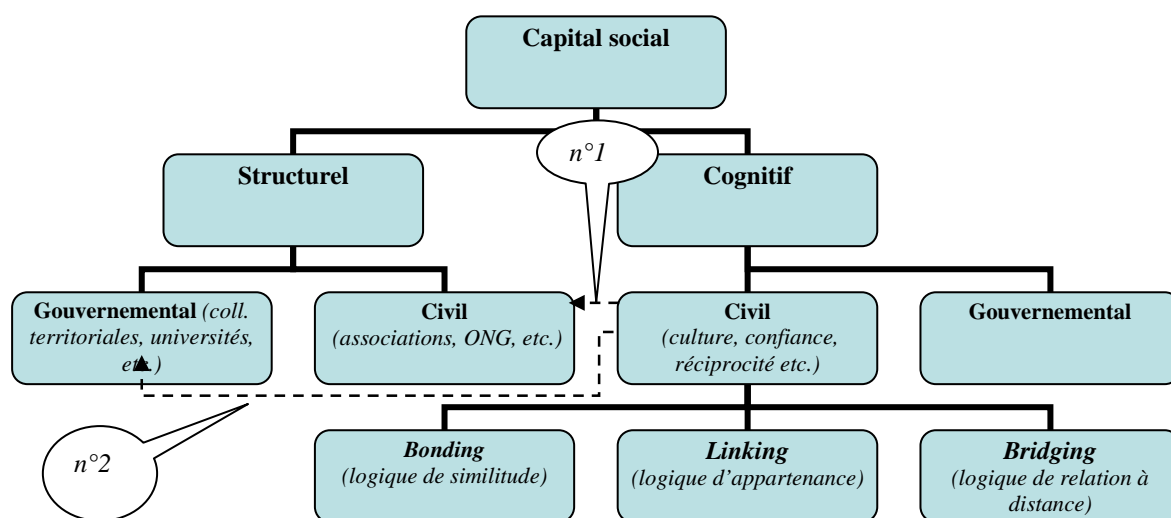 Capital social
n°1
Structurel
Cognitif
Gouvernemental (coll.
territoriales, universités,
etc.)
Civil
(associations, ONG, etc.)
Civil
(culture, confiance,
réciprocité etc.)
Gouvernemental
n°2
Bonding
(logique de similitude)
Linking
(logique d'appartenance)
Bridging
(logique de relation à
distance)